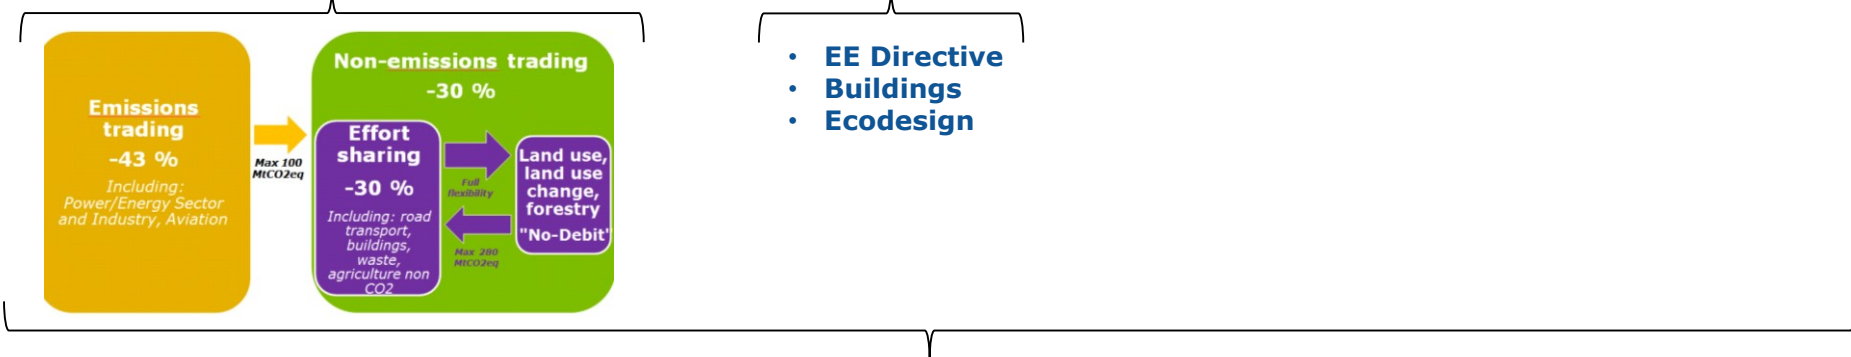 Emissions
trading
-43 %
Including:
Power/Energy Sector
and Industry, Aviation
Max 100
MtCO2eq
Non-emissions trading
-30 %
Effort
sharing
-30 %
Including: road
transport,
buildings,
waste,
agriculture non
CO2
Full
flexibility
Max 280
MtCO2eq
Land use,
land use
change,
forestry
"No-Debit"
• EE Directive
• Buildings
• Ecodesign